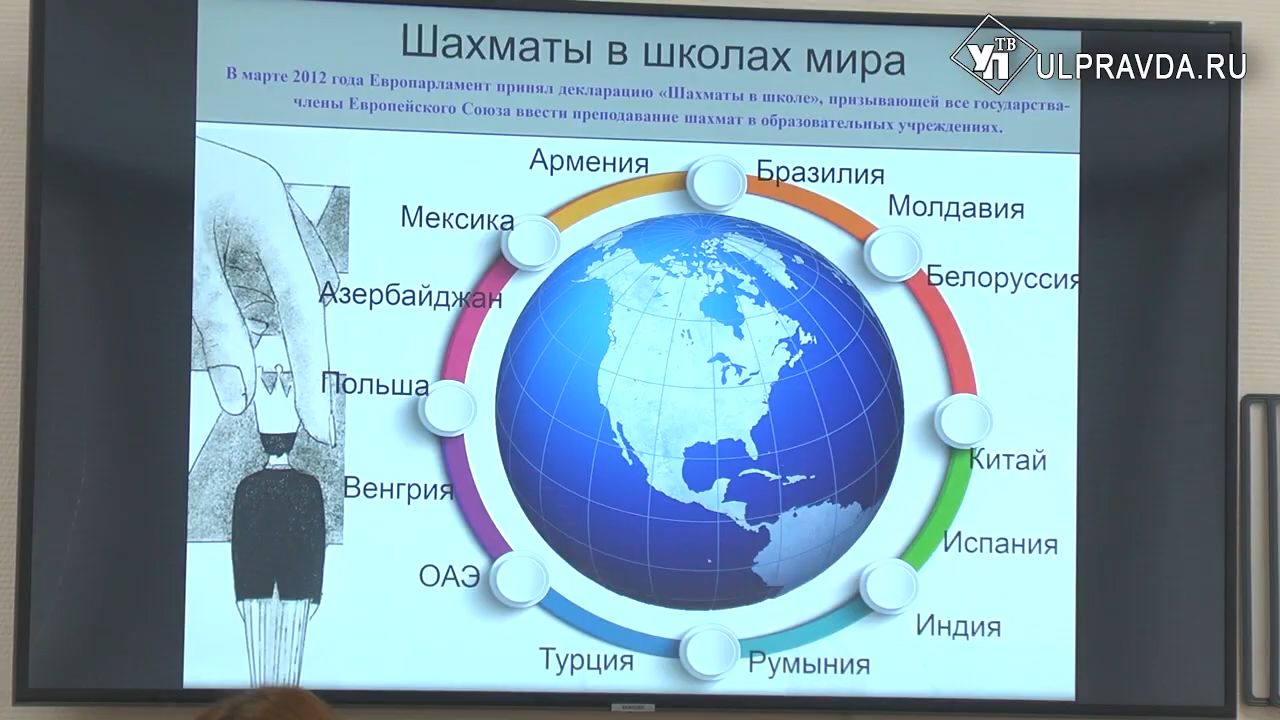 Шахматы в школах мира
УП ТВ ULPRAVDA.RU
В марте 2012 года Европарламент принял декларацию «Шахматы в школе», призывающей все государства-
члены Европейского Союза ввести преподавание шахмат в образовательных учреждениях.
Армения
Бразилия
Мексика
Молдавия
Азербайджан
Белоруссия
Польша
Китай
Венгрия
Испания
ОАЭ
Индия
Турция
Румыния